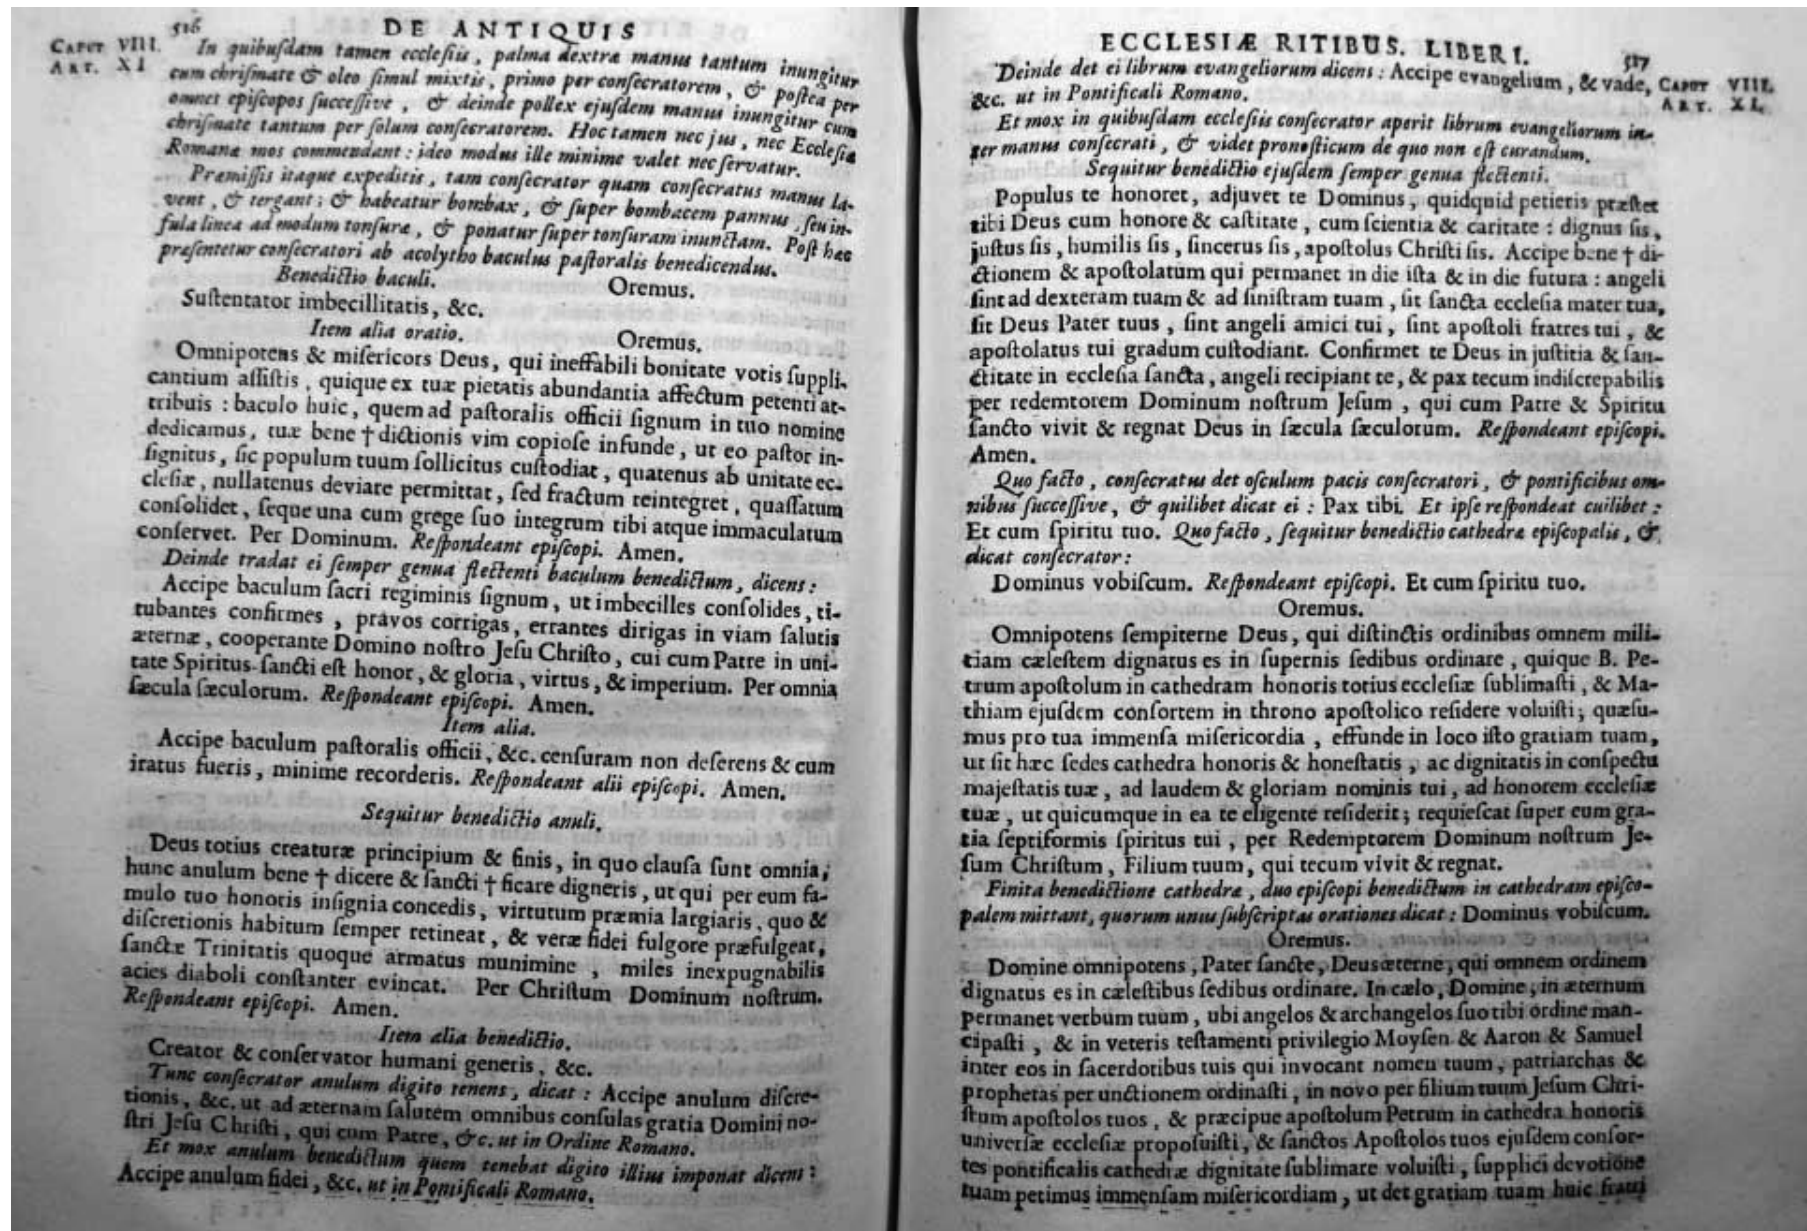 516
DE ANTIQUIS
CAPUT VIII.
ART. XI
In quibuſdam tamen eccleſiis, palma dextræ manus tantum inungitur
cum chriſmate & oleo ſimul mixtis, primo per conſecratorem, & poſtea per
omnes epiſcopos ſucceſſive, & deinde pollex ejuſdem manus inungitur cum
chriſmate tantum per ſolum conſecratorem. Hoc tamen nec jus, nec Eccleſiæ
Romanæ mos commendant: ideo modus ille minime valet nec ſervatur.
Præmiſſis itaque expeditis, tam conſecrator quam conſecratus manus la-
vent, & tergant; & habeatur bombax, & ſuper bombacem pannus, ſeu in-
fula linea ad modum tonſuræ, & ponatur ſuper tonſuram inunctam. Poſt hæc
præſentetur conſecratori ab acolytho baculus paſtoralis benedicendus.
Benedictio baculi. Oremus.
Suſtentator imbecillitatis, &c.
Item alia oratio. Oremus.
Omnipotens & miſericors Deus, qui ineffabili bonitate votis ſuppli-
cantium aſſiſtis, quique ex tuæ pietatis abundantia affectum petenti at-
tribuis: baculo huic, quem ad paſtoralis officii ſignum in tuo nomine
dedicamus, tuæ bene † dictionis vim copioſe infunde, ut eo paſtor in-
ſignitus, ſic populum tuum ſollicitus cuſtodiat, quatenus ab unitate ec-
cleſiæ, nullatenus deviare permittat, ſed fractum reintegret, quaſſatum
conſolidet, ſeque una cum grege ſuo integrum tibi atque immaculatum
conſervet. Per Dominum. Reſpondeant epiſcopi. Amen.
Deinde tradat ei ſemper genua flectenti baculum benedictum, dicens:
Accipe baculum ſacri regiminis ſignum, ut imbecilles conſolides, ti-
tubantes confirmes, pravos corrigas, errantes dirigas in viam ſalutis
æternæ, cooperante Domino noſtro Jeſu Chriſto, cui cum Patre in uni-
tate Spiritus-ſancti eſt honor, & gloria, virtus, & imperium. Per omnia
ſæcula ſæculorum. Reſpondeant epiſcopi. Amen.
Item alia.
Accipe baculum paſtoralis officii, &c. cenſuram non deſerens & cum
iratus fueris, minime recorderis. Reſpondeant alii epiſcopi. Amen.
Sequitur benedictio anuli.
Deus totius creaturæ principium & finis, in quo clauſa ſunt omnia;
hunc anulum bene † dicere & ſancti † ficare digneris, ut qui per eum fa-
mulo tuo honoris inſignia concedis, virtutum præmia largiaris, quo &
diſcretionis habitum ſemper retineat, & veræ fidei fulgore præfulgeat,
ſanctæ Trinitatis quoque armatus munimine, miles inexpugnabilis
acies diaboli conſtanter evincat. Per Chriſtum Dominum noſtrum.
Reſpondeant epiſcopi. Amen.
Item alia benedictio.
Creator & conſervator humani generis, &c.
Tunc conſecrator anulum digito tenens, dicat: Accipe anulum diſcre-
tionis, &c. ut ad æternam ſalutem omnibus conſulas gratia Domini no-
ſtri Jeſu Chriſti, qui cum Patre, &c. ut in Ordine Romano.
Et mox anulum benedictum quem tenebat digito illius imponat dicens:
Accipe anulum fidei, &c. ut in Pontificali Romano.
ECCLESIÆ RITIBUS. LIBER I.
517
CAPUT VIII.
ART. XI.
Deinde det ei librum evangeliorum dicens: Accipe evangelium, & vade,
&c. ut in Pontificali Romano.
Et mox in quibuſdam eccleſiis conſecrator aperit librum evangeliorum in-
ter manus conſecrati, & videt pronoſticum de quo non eſt curandum.
Sequitur benedictio ejuſdem ſemper genua flectenti.
Populus te honoret, adjuvet te Dominus, quidquid petieris præſtet
tibi Deus cum honore & caſtitate, cum ſcientia & caritate: dignus ſis,
juſtus ſis, humilis ſis, ſincerus ſis, apoſtolus Chriſti ſis. Accipe bene † di-
ctionem & apoſtolatum qui permanet in die iſta & in die futura: angeli
ſint ad dexteram tuam & ad ſiniſtram tuam, ſit ſancta eccleſia mater tua,
ſit Deus Pater tuus, ſint angeli amici tui, ſint apoſtoli fratres tui, &
apoſtolatus tui gradum cuſtodiant. Confirmet te Deus in juſtitia & ſan-
ctitate in eccleſia ſancta, angeli recipiant te, & pax tecum indiſcrepabilis
per redemtorem Dominum noſtrum Jeſum, qui cum Patre & Spiritu
ſancto vivit & regnat Deus in ſæcula ſæculorum. Reſpondeant epiſcopi.
Amen.
Quo facto, conſecratus det oſculum pacis conſecratori, & pontificibus om-
nibus ſucceſſive, & quilibet dicat ei: Pax tibi. Et ipſe reſpondeat cuilibet:
Et cum ſpiritu tuo. Quo facto, ſequitur benedictio cathedræ epiſcopalis, &
dicat conſecrator:
Dominus vobiſcum. Reſpondeant epiſcopi. Et cum ſpiritu tuo.
Oremus.
Omnipotens ſempiterne Deus, qui diſtinctis ordinibus omnem mili-
tiam cæleſtem dignatus es in ſupernis ſedibus ordinare, quique B. Pe-
trum apoſtolum in cathedram honoris totius eccleſiæ ſublimaſti, & Ma-
thiam ejuſdem conſortem in throno apoſtolico reſidere voluiſti; quæſu-
mus pro tua immenſa miſericordia, effunde in loco iſto gratiam tuam,
ut ſit hæc ſedes cathedra honoris & honeſtatis, ac dignitatis in conſpectu
majeſtatis tuæ, ad laudem & gloriam nominis tui, ad honorem eccleſiæ
tuæ, ut quicumque in ea te eligente reſiderit; requieſcat ſuper eum gra-
tia ſeptiformis ſpiritus tui, per Redemptorem Dominum noſtrum Je-
ſum Chriſtum, Filium tuum, qui tecum vivit & regnat.
Finita benedictione cathedræ, duo epiſcopi benedictum in cathedram epiſco-
palem mittant, quorum unus ſubſcriptas orationes dicat: Dominus vobiſcum.
Oremus.
Domine omnipotens, Pater ſancte, Deus æterne, qui omnem ordinem
dignatus es in cæleſtibus ſedibus ordinare. In cælo, Domine, in æternum
permanet verbum tuum, ubi angelos & archangelos ſuo tibi ordine man-
cipaſti, & in veteris teſtamenti privilegio Moyſen & Aaron & Samuel
inter eos in ſacerdotibus tuis qui invocant nomen tuum, patriarchas &
prophetas per unctionem ordinaſti, in novo per filium tuum Jeſum Chri-
ſtum apoſtolos tuos, & præcipue apoſtolum Petrum in cathedra honoris
univerſæ eccleſiæ propoſuiſti, & ſanctos Apoſtolos tuos ejuſdem conſor-
tes pontificalis cathedræ dignitate ſublimare voluiſti, ſupplici devotione
tuam petimus immenſam miſericordiam, ut det gratiam tuam huic fratri